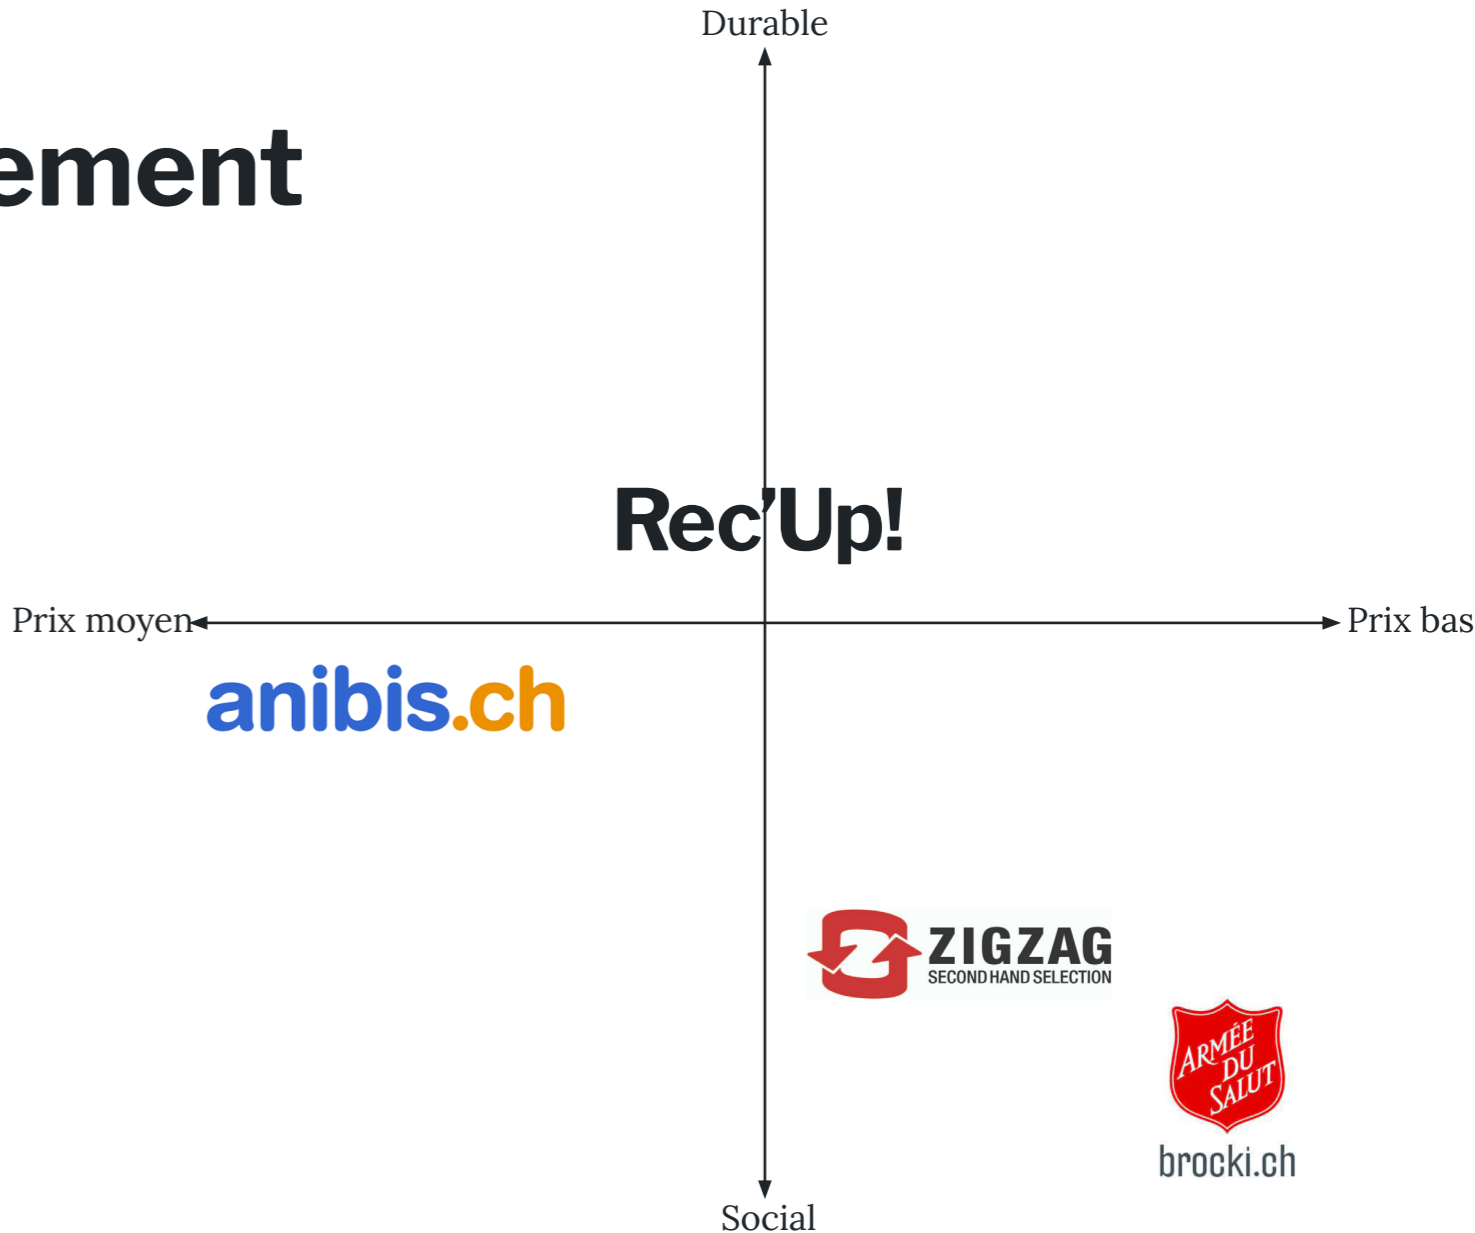 Durable
ement
Rec’Up!
Prix moyen
Prix bas
anibis.ch
ZIGZAG
SECOND HAND SELECTION
ARMÉE
DU
SALUT
brocki.ch
Social